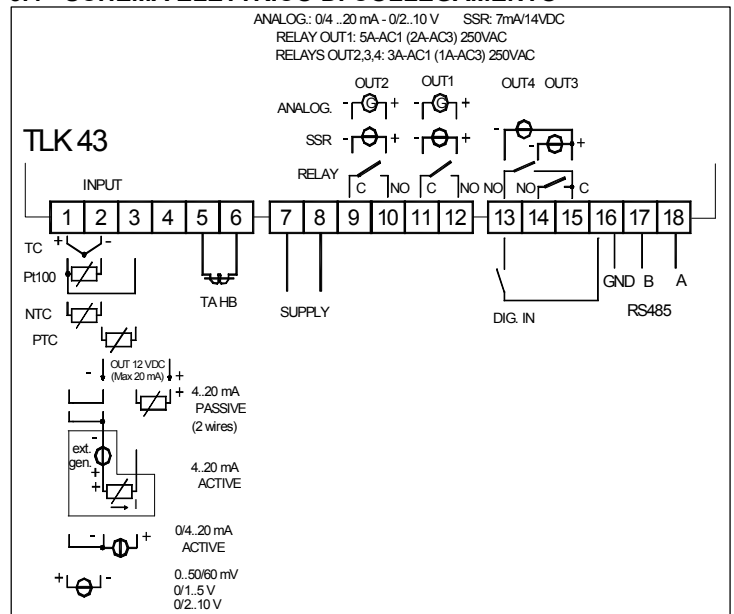 ANALOG.: 0/4 ..20 mA - 0/2..10 V SSR: 7mA/14VDC
RELAY OUT1: 5A-AC1 (2A-AC3) 250VAC
RELAYS OUT2,3,4: 3A-AC1 (1A-AC3) 250VAC
OUT2 OUT1 OUT4 OUT3
ANALOG. - G + - G +
SSR - + - + - - +
TLK 43
RELAY
INPUT C NO C NO NO NO C
1 2 3 4 5 6 7 8 9 10 11 12 13 14 15 16 17 18
TC + -
Pt100
TA HB SUPPLY DIG. IN GND B A
RS485
NTC
PTC
- OUT 12 VDC +
(Max 20 mA)
+ 4..20 mA
PASSIVE
(2 wires)
-
ext.
gen.
+
+
4..20 mA
ACTIVE
I
- + 0/4..20 mA
ACTIVE
+ - 0..50/60 mV
0/1..5 V
0/2..10 V